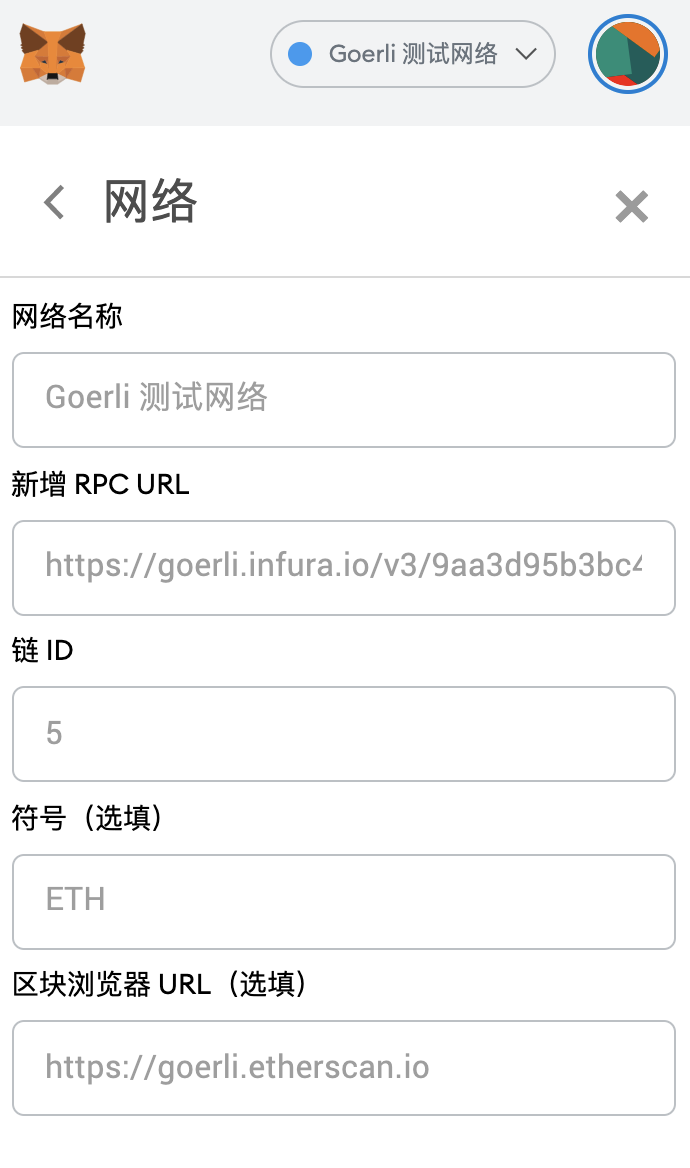 Goerli 测试网络
网络
网络名称
Goerli 测试网络
新增 RPC URL
https://goerli.infura.io/v3/9aa3d95b3bc4
链 ID
5
符号（选填）
ETH
区块浏览器 URL（选填）
https://goerli.etherscan.io